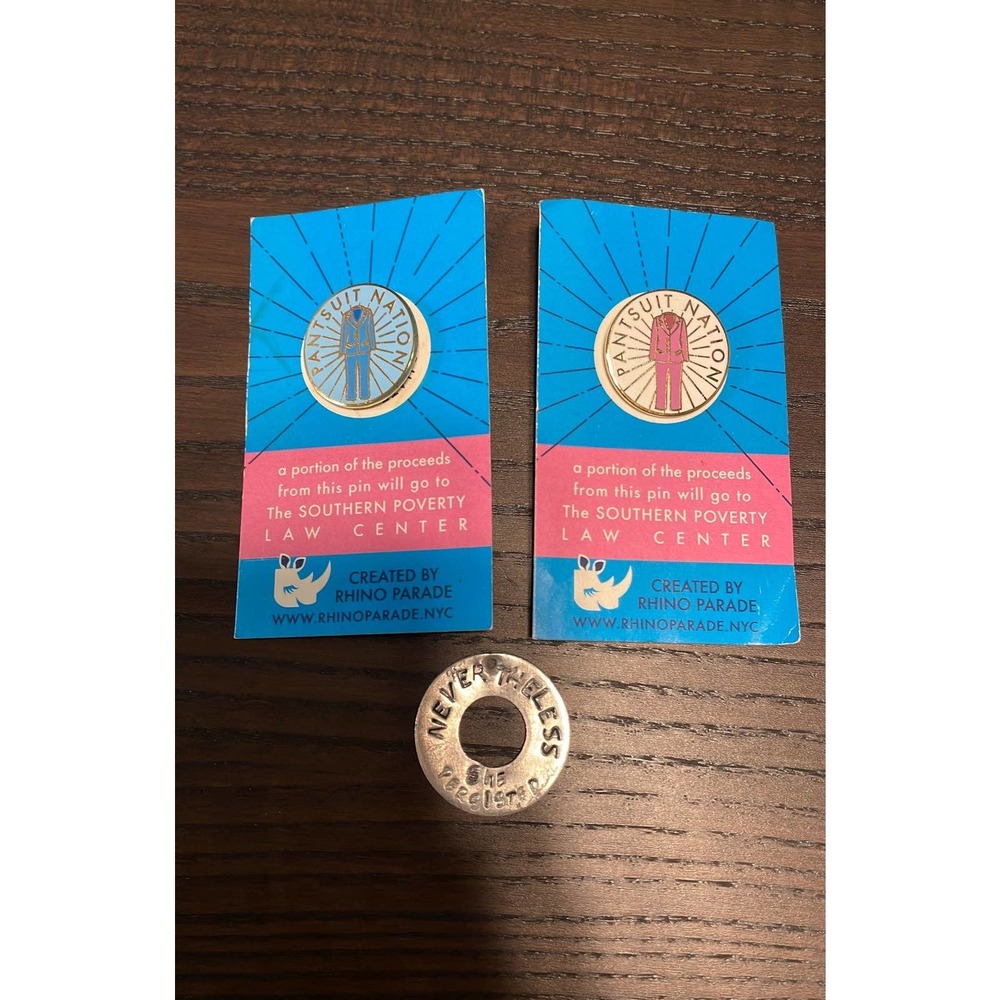 PANTSUIT NATION
a portion of the proceeds
from this pin will go to
The SOUTHERN POVERTY
LAW CENTER
CREATED BY
RHINO PARADE
WWW.RHINOPARADE.NYC
PANTSUIT NATION
a portion of the proceeds
from this pin will go to
The SOUTHERN POVERTY
LAW CENTER
CREATED BY
RHINO PARADE
WWW.RHINOPARADE.NYC
NEVERTHELESS
SHE
PERSISTED